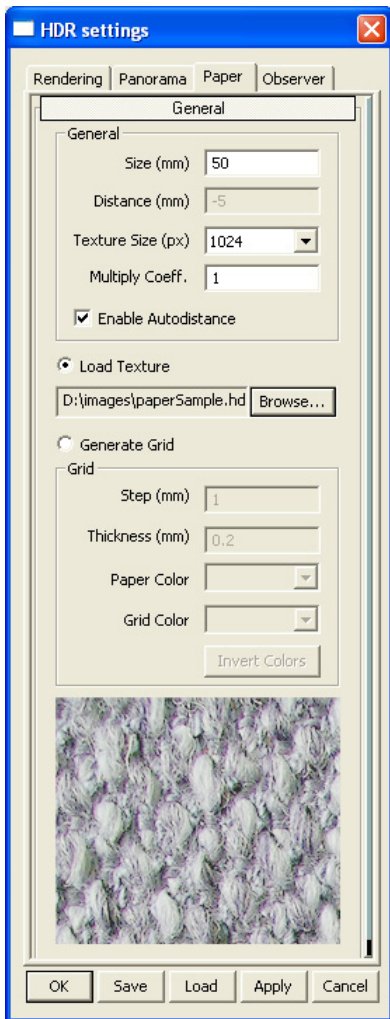 HDR settings
Rendering Panorama Paper Observer
General
General
Size (mm) 50
Distance (mm) -5
Texture Size (px) 1024
Multiply Coeff. 1
Enable Autodistance
Load Texture
D:\images\paperSample.hd Browse...
Generate Grid
Grid
Step (mm) 1
Thickness (mm) 0.2
Paper Color
Grid Color
Invert Colors
OK Save Load Apply Cancel